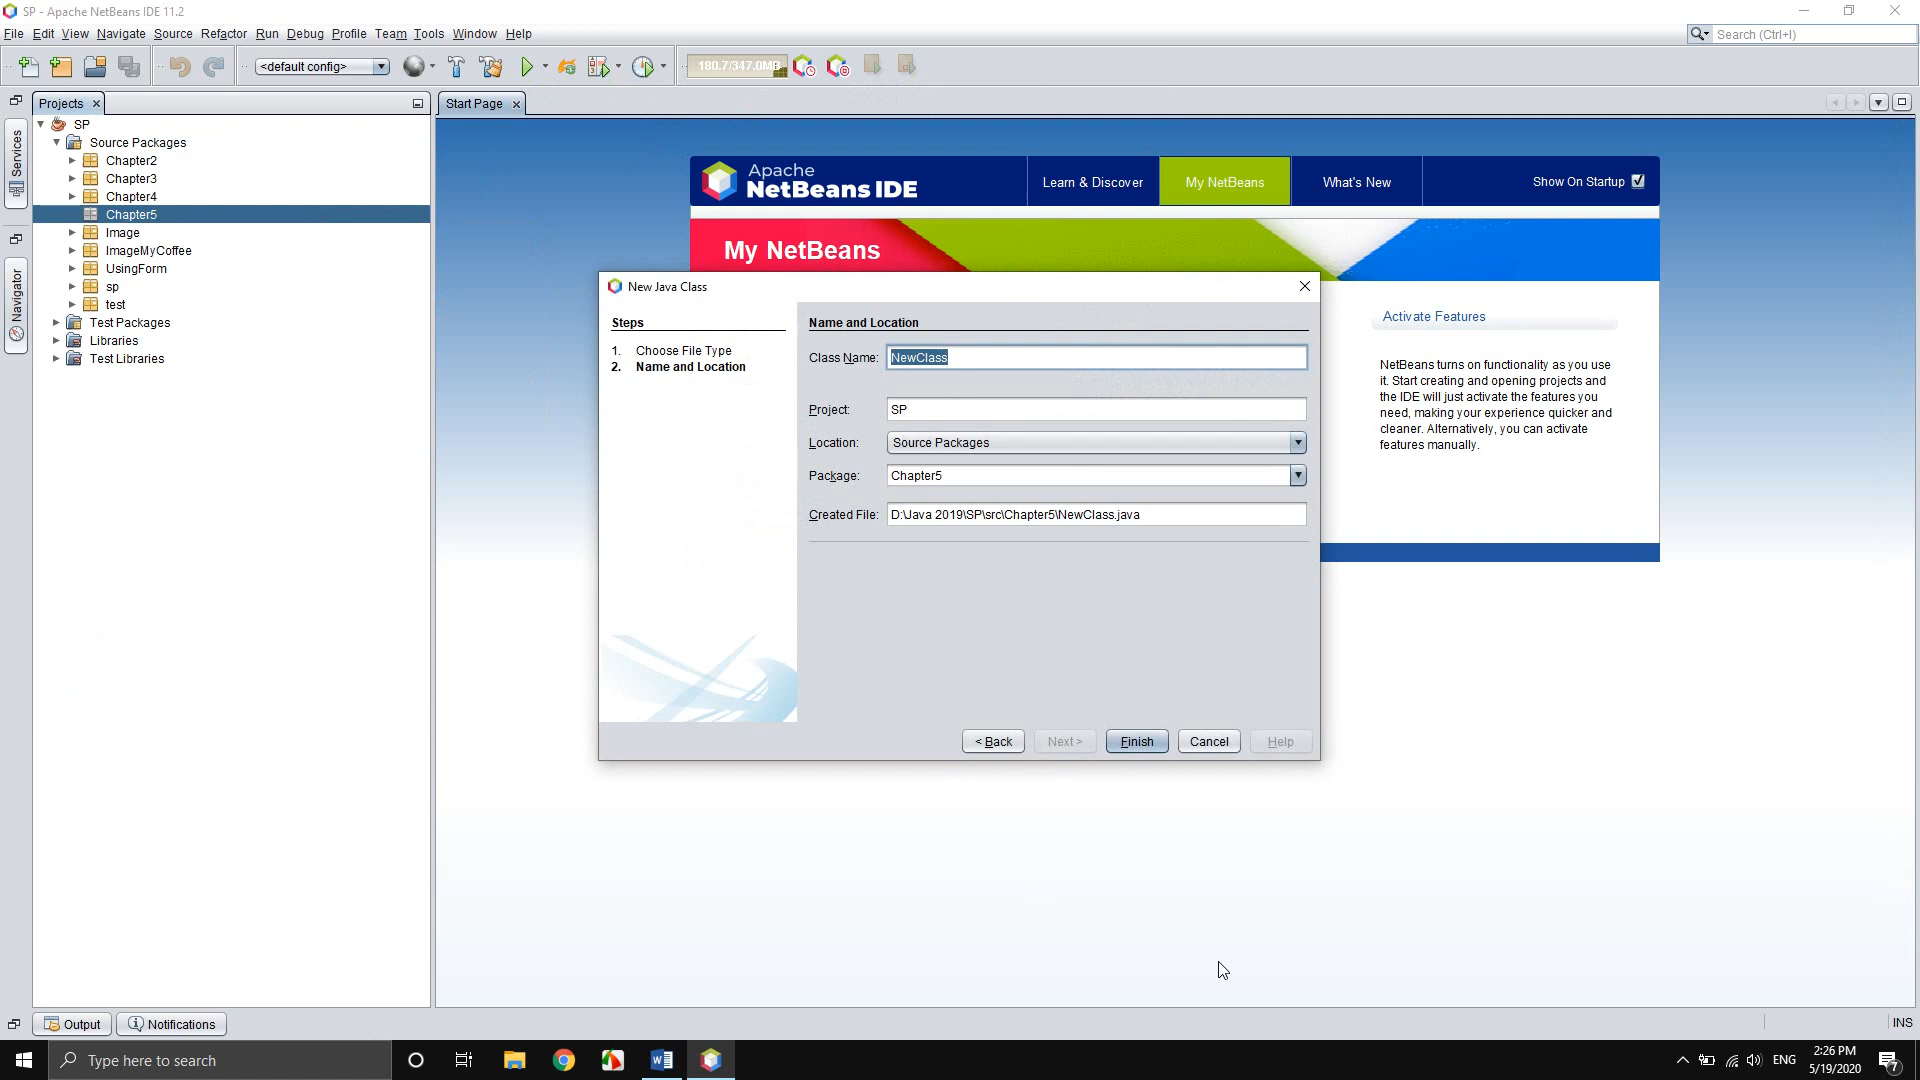 SP - Apache NetBeans IDE 11.2
File Edit View Navigate Source Refactor Run Debug Profile Team Tools Window Help
Search (Ctrl+I)
<default config>
180.7/347.0MB
Projects
Start Page
Services
Navigator
SP
Source Packages
Chapter2
Chapter3
Chapter4
Chapter5
Image
ImageMyCoffee
UsingForm
sp
test
Test Packages
Libraries
Test Libraries
Apache
NetBeans IDE
Learn & Discover
My NetBeans
What's New
Show On Startup
My NetBeans
Activate Features
NetBeans turns on functionality as you use
it. Start creating and opening projects and
the IDE will just activate the features you
need, making your experience quicker and
cleaner. Alternatively, you can activate
features manually.
New Java Class
Steps
1. Choose File Type
2. Name and Location
Name and Location
Class Name: NewClass
Project: SP
Location: Source Packages
Package: Chapter5
Created File: D:\Java 2019\SP\src\Chapter5\NewClass.java
< Back
Next >
Finish
Cancel
Help
Output
Notifications
INS
Type here to search
ENG
2:26 PM
5/19/2020
7